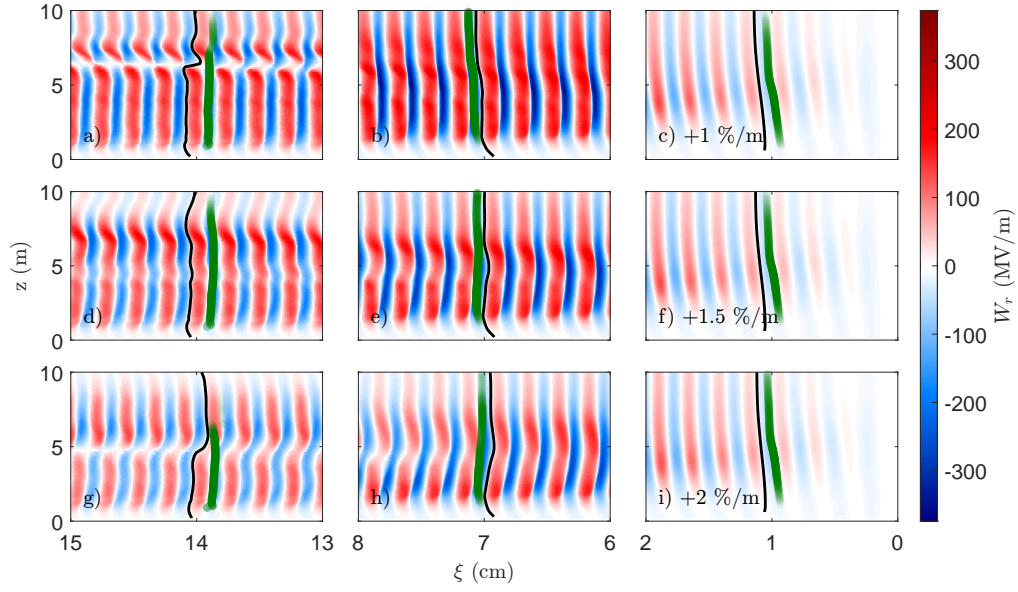 10
5
0
a)
b)
c) +1 %/m
10
5
0
d)
e)
f) +1.5 %/m
10
5
0
g)
h)
i) +2 %/m
15 14 13
8 7 6
2 1 0
z (m)
ξ (cm)
300
200
100
0
-100
-200
-300
W_r (MV/m)